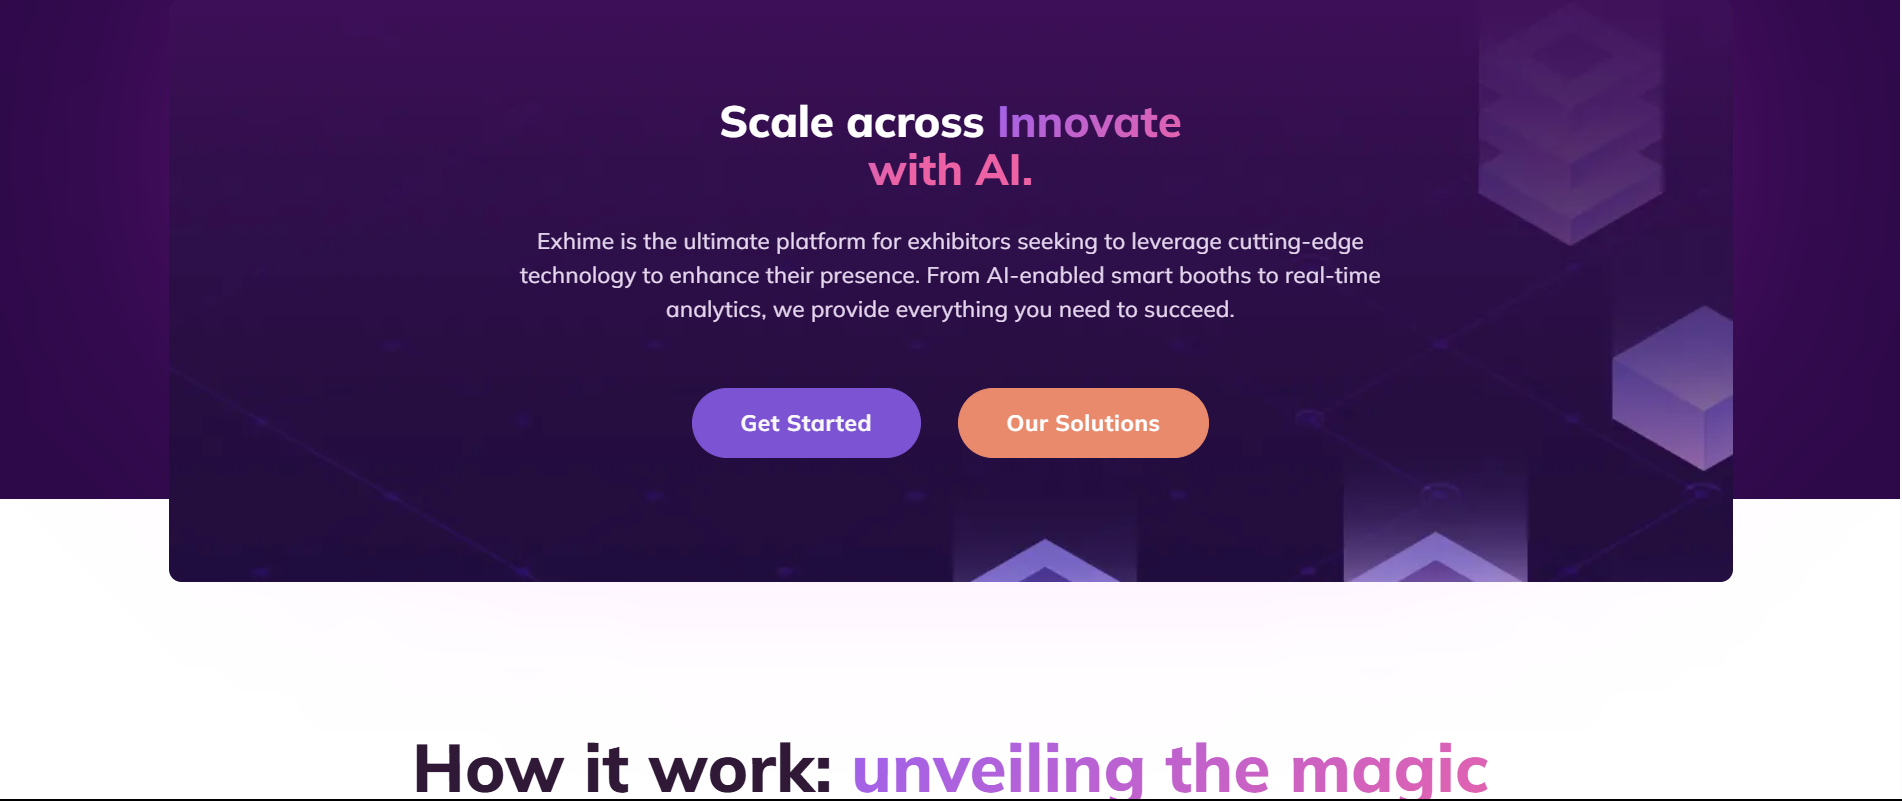 Scale across Innovate
with AI.
Exhime is the ultimate platform for exhibitors seeking to leverage cutting-edge
technology to enhance their presence. From AI-enabled smart booths to real-time
analytics, we provide everything you need to succeed.
Get Started
Our Solutions
How it work: unveiling the magic